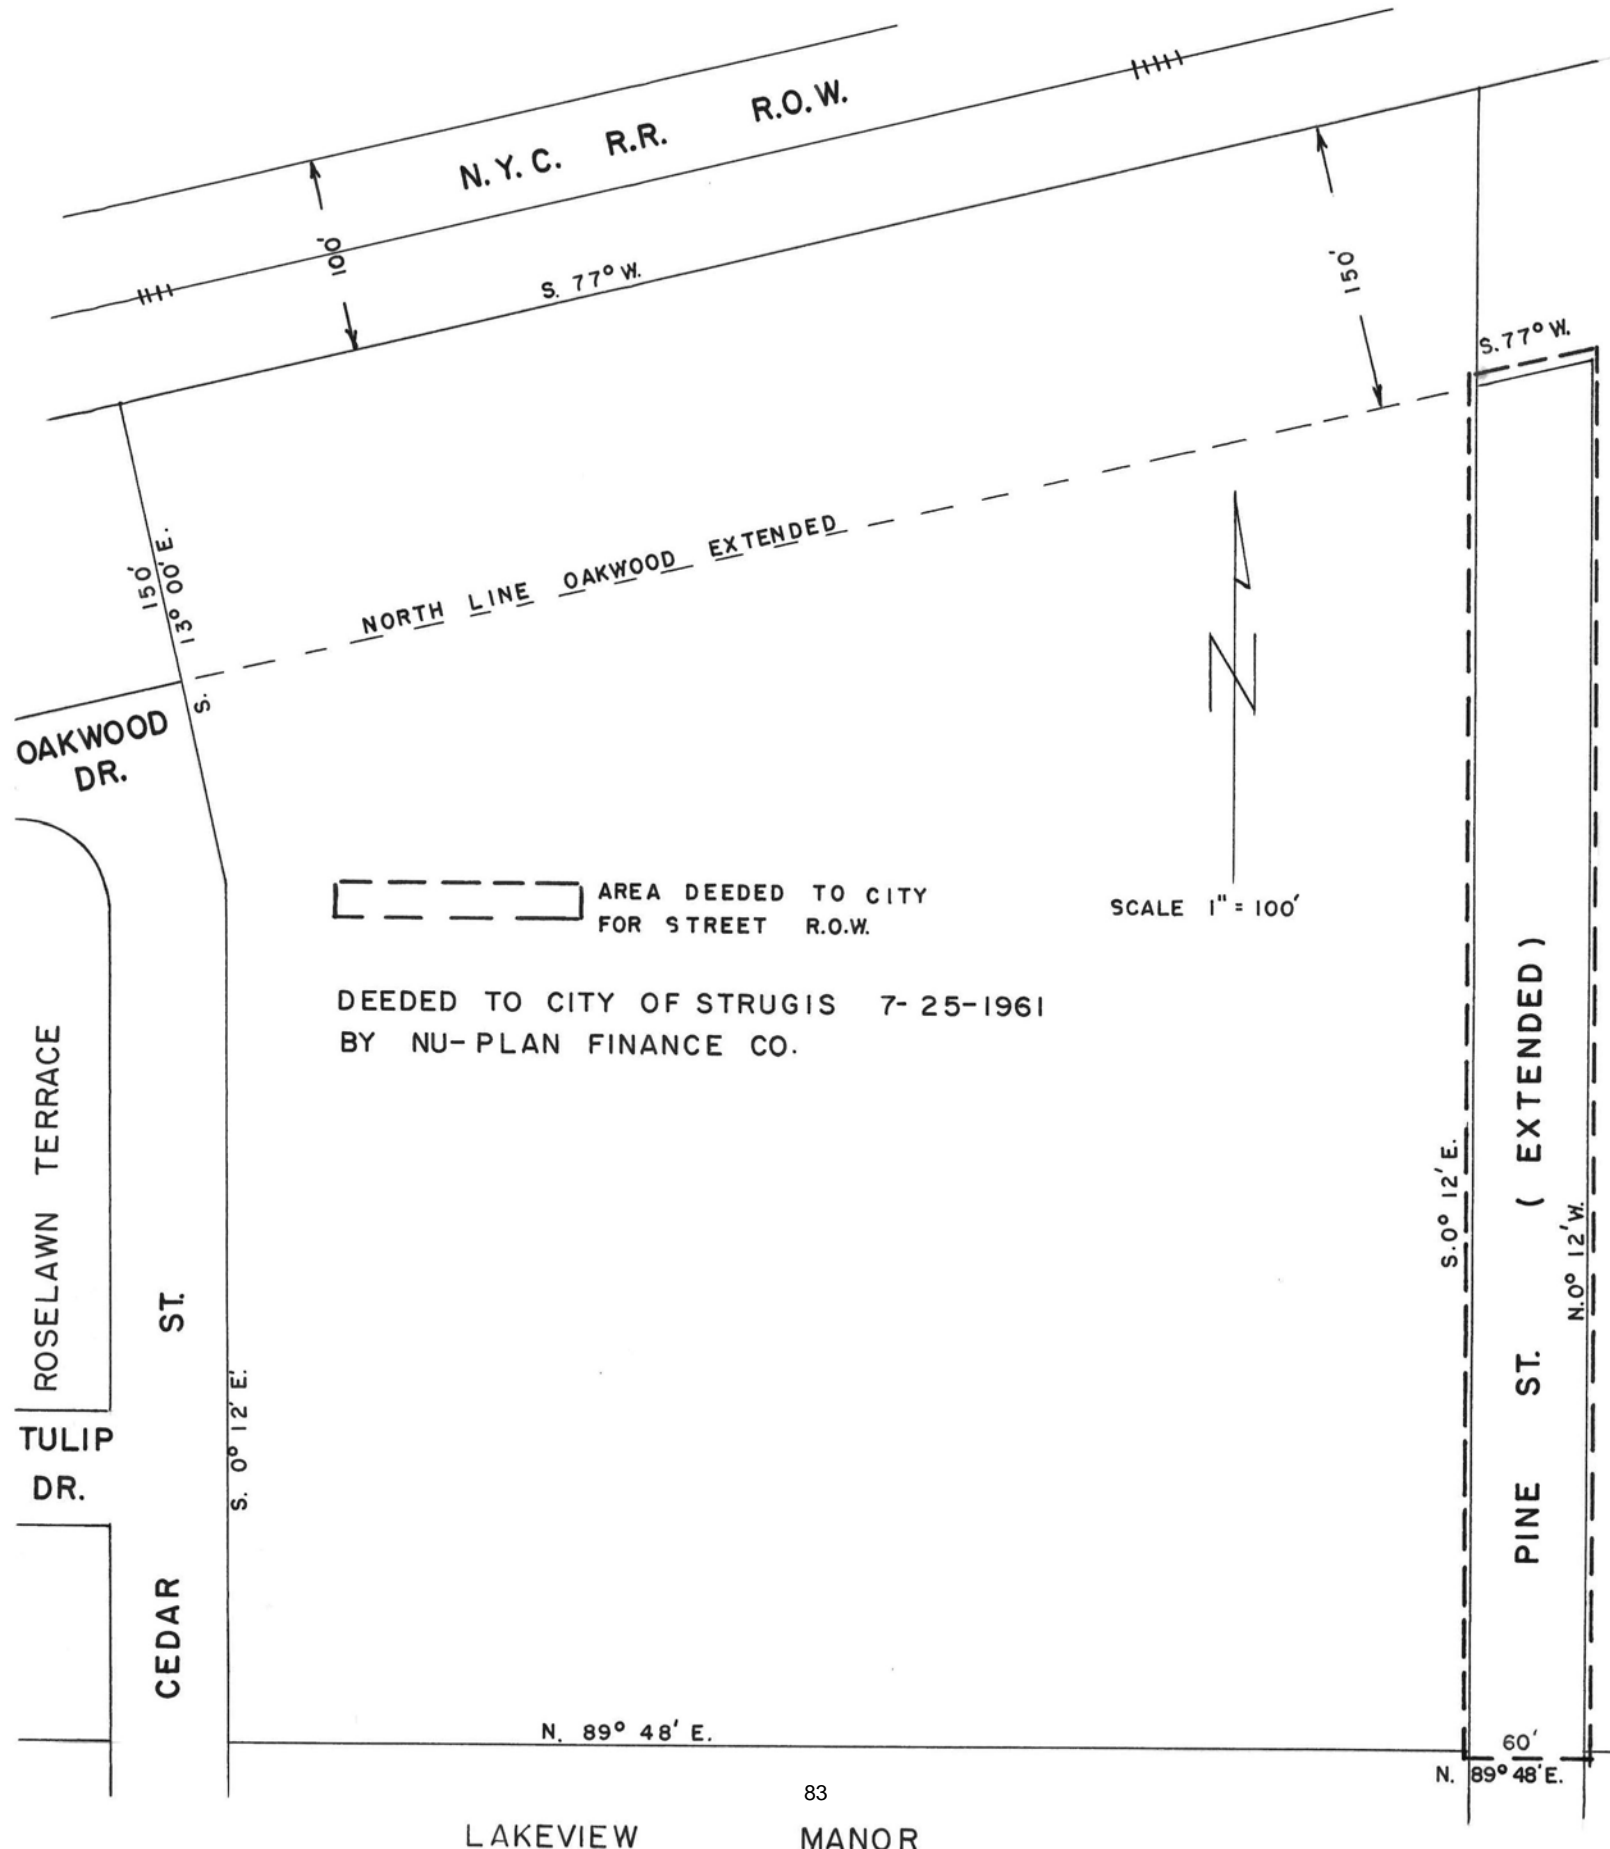 N.Y.C. R.R. R.O.W.
100'
S. 77° W.
150'
S. 77° W.
150'
S. 13° 00' E.
NORTH LINE OAKWOOD EXTENDED
OAKWOOD
DR.
N
SCALE 1" = 100'
AREA DEEDED TO CITY
FOR STREET R.O.W.
DEEDED TO CITY OF STRUGIS 7-25-1961
BY NU-PLAN FINANCE CO.
ROSELAWN TERRACE
TULIP
DR.
CEDAR ST.
S. 0° 12' E.
S. 0° 12' E.
PINE ST. (EXTENDED)
N. 0° 12' W.
N. 89° 48' E.
60'
N. 89° 48' E.
83
LAKEVIEW MANOR